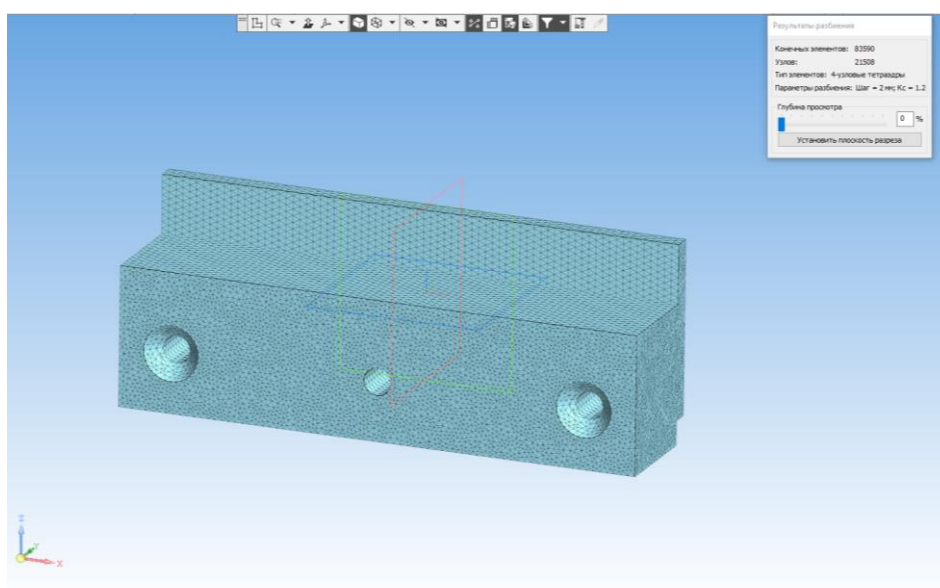 Результаты разбиения
Конечных элементов: 83590
Узлов: 21508
Тип элементов: 4-узловые тетраэдры
Параметры разбиения: Шаг = 2 мм; Кс = 1.2
Глубина просмотра
0 %
Установить плоскость разреза
Z
Y
X